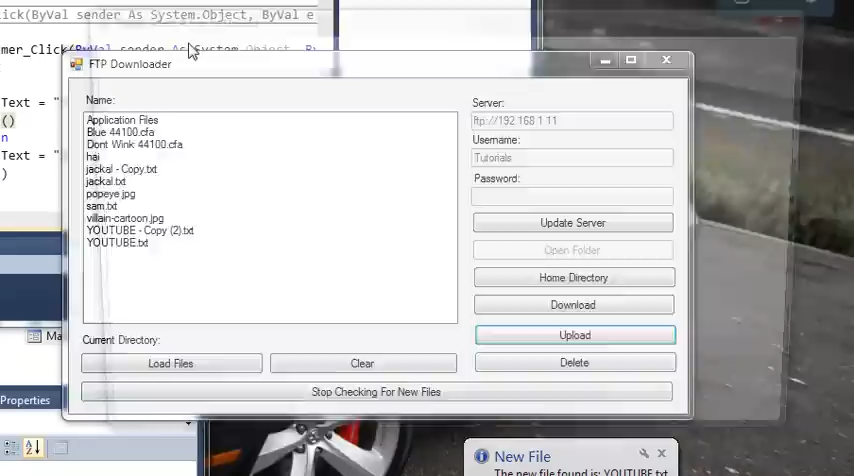 lick(ByVal sender As System.Object, ByVal e
mer_Click(ByVal sender As System.Object, By
FTP Downloader
Text = "
()
n
Text = "
)
Name:
Application Files
Blue 44100.cfa
Dont Wink 44100.cfa
hai
jackal - Copy.txt
jackal.txt
popeye.jpg
sam.txt
villain-cartoon.jpg
YOUTUBE - Copy (2).txt
YOUTUBE.txt
Server:
ftp://192.168.1.11
Username:
Tutorials
Password:
Update Server
Open Folder
Home Directory
Download
Upload
Delete
Current Directory:
Load Files
Clear
Stop Checking For New Files
Ma
Properties
New File
The new file found is: YOUTUBE.txt